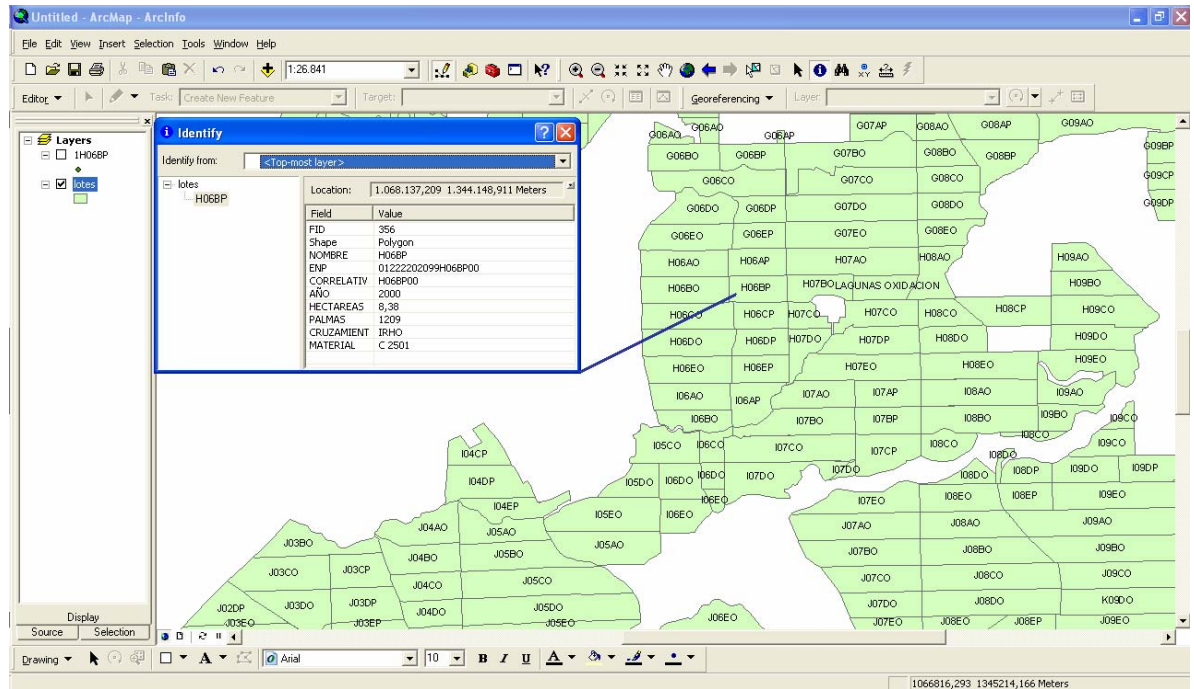 Untitled - ArcMap - ArcInfo
File Edit View Insert Selection Tools Window Help
1:26.841
Editor Task: Create New Feature Target: Georeferencing Layer:
Layers
1H06BP
lotes
Display
Source Selection
Identify
Identify from: <Top-most layer>
lotes
H06BP
Location: 1.068.137,209 1.344.148,911 Meters
Field Value
FID 356
Shape Polygon
NOMBRE H06BP
ENP 01222202099H06BP00
CORRELATIV H06BP00
AÑO 2000
HECTAREAS 8,38
PALMAS 1209
CRUZAMIENT IRHO
MATERIAL C 2501
G06AO G06AO G06AP G07AP G08AO G08AP G09AO
G06BO G06BP G07BO G08BO G08BP G09BP
G06CO G07CO G08CO G09CP
G06DO G06DP G07DO G08DO G09DP
G06EO G06EP G07EO G08EO
H06AO H06AP H07AO H08AO H09AO
H06BO H06BP H07BO LAGUNAS OXIDACION H09BO
H06CO H06CP H07CO H07CO H08CO H08CP H09CO
H06DO H06DP H07DO H07DP H08DO H09DO
H06EO H06EP H07EO H08EO H09EO
I06AO I06AP I07AO I07AP I08AO I09AO
I06BO I07BO I07BP I08BO I09BO I09CO
I04CP I05CO I06CO I07CO I07CP I08CO I08CO I09CO
I04DP I05DO I06DO I06DO I07DO I07DO I08DO I08DO I08DP I09DO I09DP
I04EP I05EO I06EO I06EO I07EO I08EO I08EP I09EO
J03BO J04AO J05AO J05AO J07AO J08AO J09AO
J04BO J05BO J07BO J08BO J09BO
J03CO J03CP J04CO J05CO J07CO J08CO J09CO
J02DP J03DO J03DP J04DO J05DO J07DO J08DO K09DO
J03EO J03EP J05EO J06EO J07EO J08EO J08EP J09EO
Drawing Arial 10 B I U A
1066816,293 1345214,166 Meters